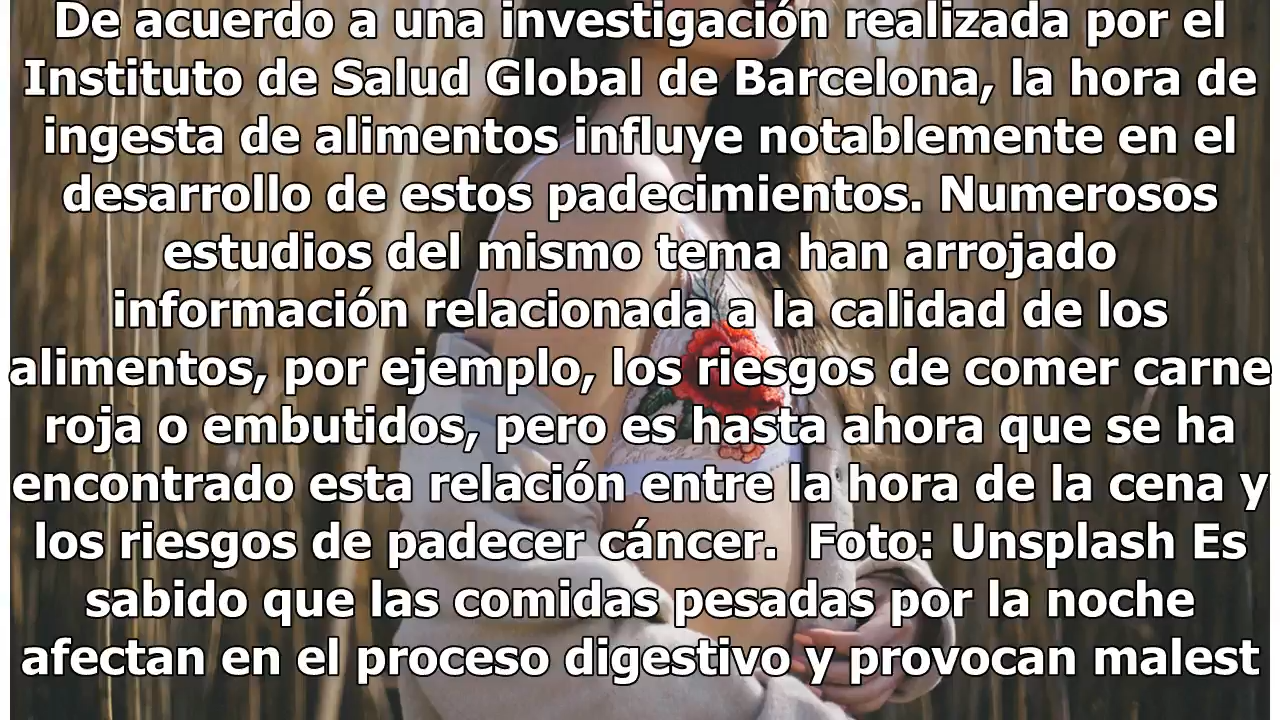 De acuerdo a una investigación realizada por el
Instituto de Salud Global de Barcelona, la hora de
ingesta de alimentos influye notablemente en el
desarrollo de estos padecimientos. Numerosos
estudios del mismo tema han arrojado
información relacionada a la calidad de los
alimentos, por ejemplo, los riesgos de comer carne
roja o embutidos, pero es hasta ahora que se ha
encontrado esta relación entre la hora de la cena y
los riesgos de padecer cáncer.  Foto: Unsplash Es
sabido que las comidas pesadas por la noche
afectan en el proceso digestivo y provocan malest